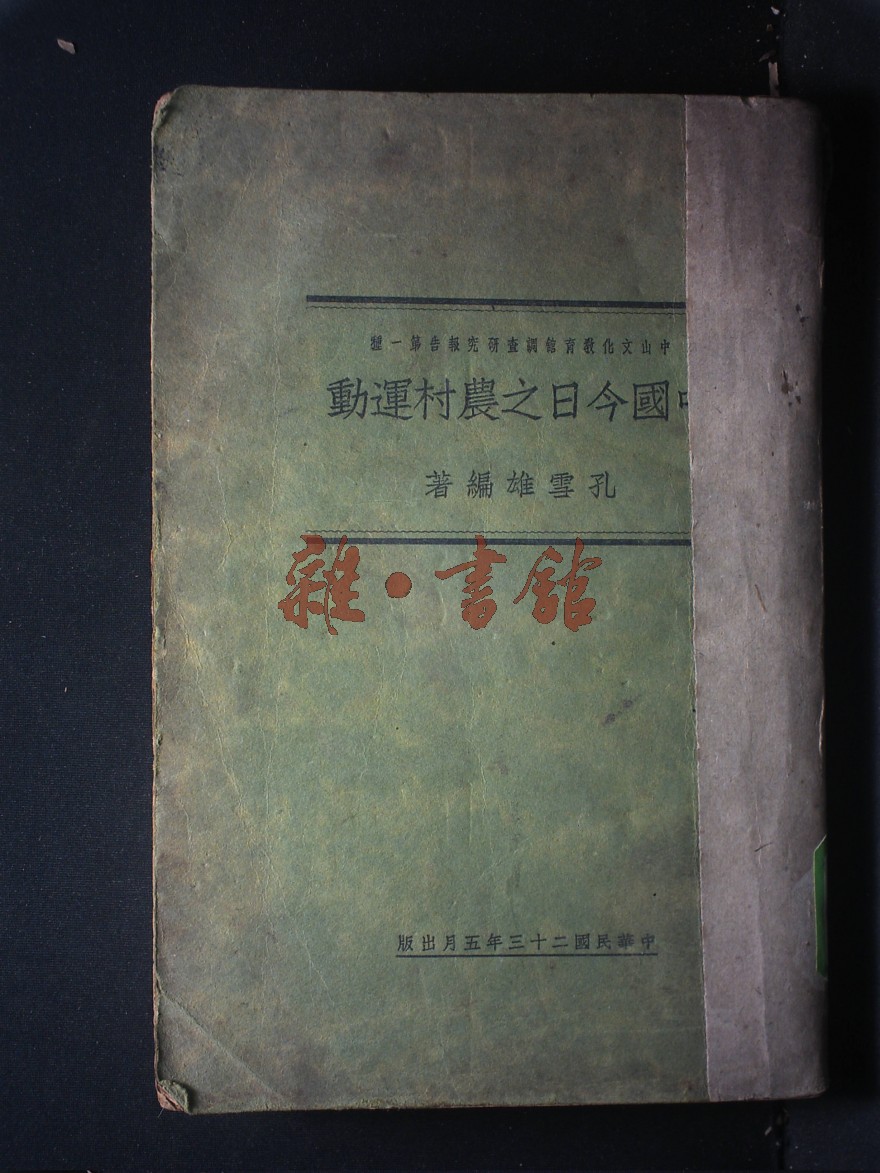 中山文化敎育館調查硏究報告第一種
中國今日之農村運動
孔雪雄編著
雜·書館
中華民國二十三年五月出版